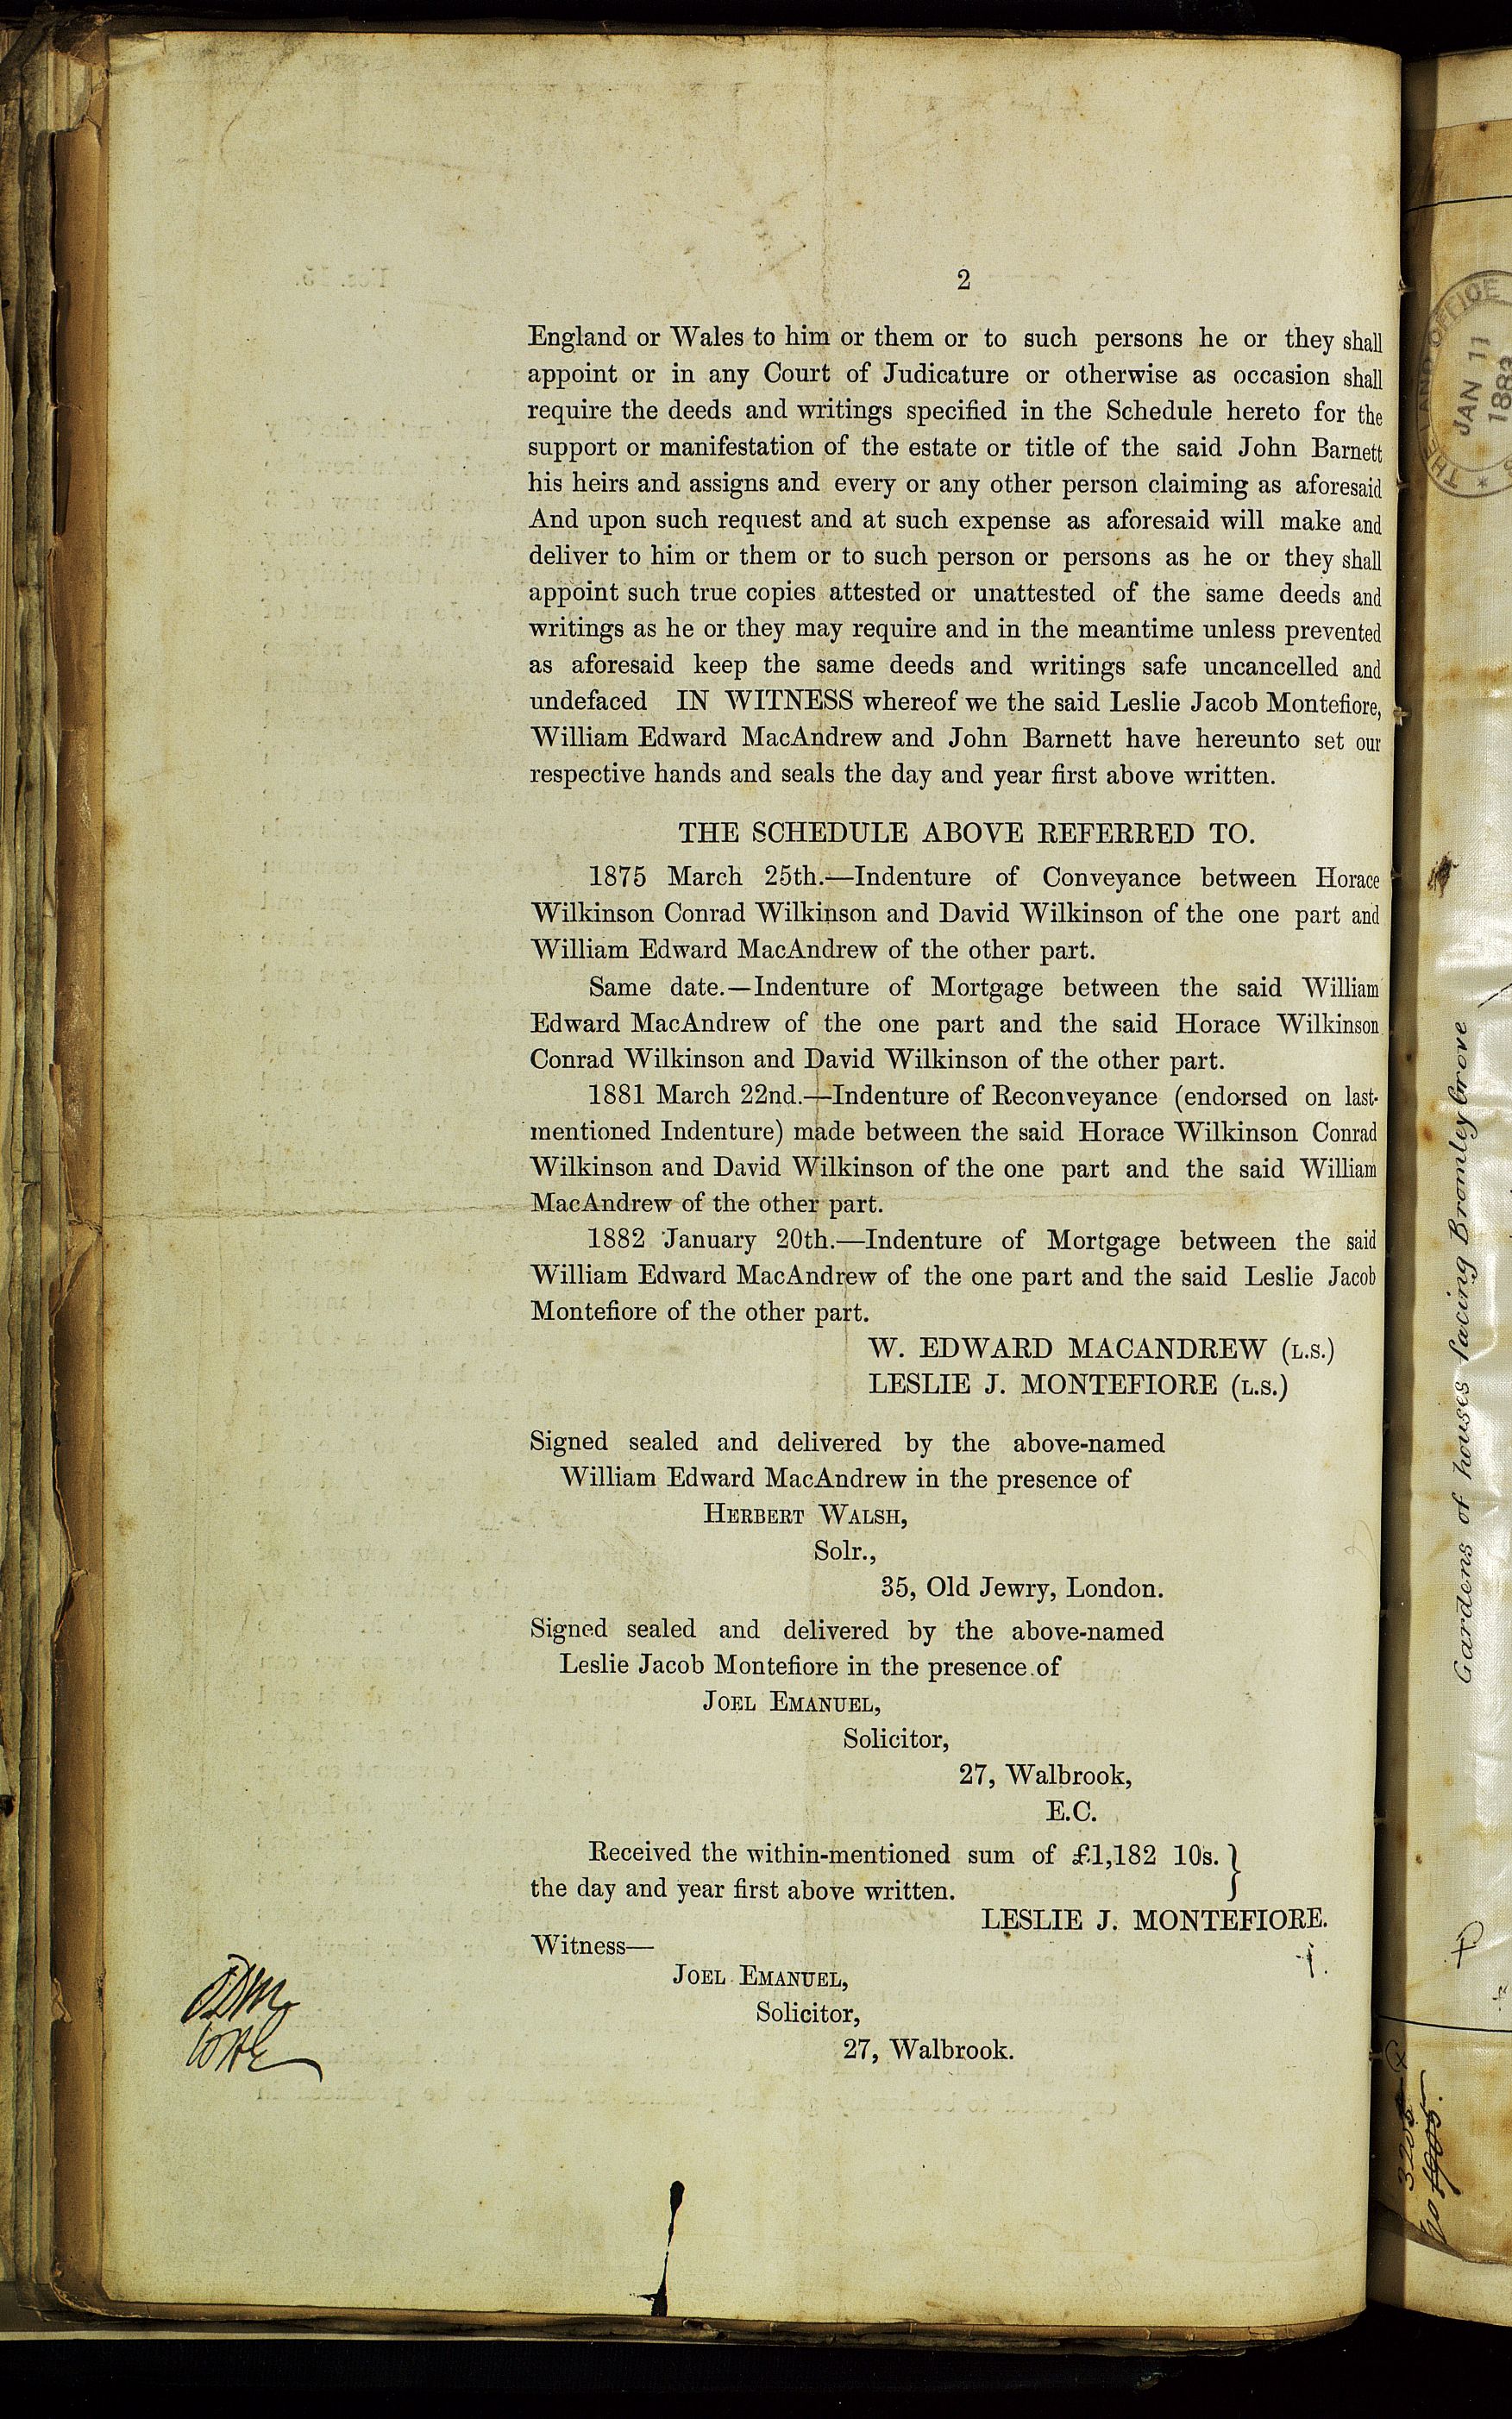 2
England or Wales to him or them or to such persons he or they shall
appoint or in any Court of Judicature or otherwise as occasion shall
require the deeds and writings specified in the Schedule hereto for the
support or manifestation of the estate or title of the said John Barnett
his heirs and assigns and every or any other person claiming as aforesaid
And upon such request and at such expense as aforesaid will make and
deliver to him or them or to such person or persons as he or they shall
appoint such true copies attested or unattested of the same deeds and
writings as he or they may require and in the meantime unless prevented
as aforesaid keep the same deeds and writings safe uncancelled and
undefaced IN WITNESS whereof we the said Leslie Jacob Montefiore,
William Edward MacAndrew and John Barnett have hereunto set our
respective hands and seals the day and year first above written.
THE SCHEDULE ABOVE REFERRED TO.
1875 March 25th.—Indenture of Conveyance between Horace
Wilkinson Conrad Wilkinson and David Wilkinson of the one part and
William Edward MacAndrew of the other part.
Same date.—Indenture of Mortgage between the said William
Edward MacAndrew of the one part and the said Horace Wilkinson
Conrad Wilkinson and David Wilkinson of the other part.
1881 March 22nd.—Indenture of Reconveyance (endorsed on last-
mentioned Indenture) made between the said Horace Wilkinson Conrad
Wilkinson and David Wilkinson of the one part and the said William
MacAndrew of the other part.
1882 January 20th.—Indenture of Mortgage between the said
William Edward MacAndrew of the one part and the said Leslie Jacob
Montefiore of the other part.
W. EDWARD MACANDREW (L.S.)
LESLIE J. MONTEFIORE (L.S.)
Signed sealed and delivered by the above-named
William Edward MacAndrew in the presence of
HERBERT WALSH,
Solr.,
35, Old Jewry, London.
Signed sealed and delivered by the above-named
Leslie Jacob Montefiore in the presence of
JOEL EMANUEL,
Solicitor,
27, Walbrook,
E.C.
Received the within-mentioned sum of £1,182 10s. }
the day and year first above written.
LESLIE J. MONTEFIORE.
Witness—
JOEL EMANUEL,
Solicitor,
27, Walbrook.
THE LAND OFFICE
JAN 11
Gardens of houses facing Bromley Grove